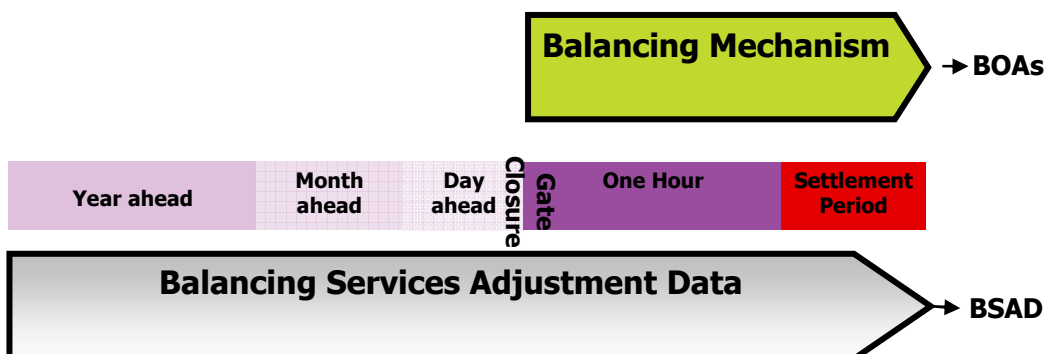 Balancing Mechanism
BOAs
Year ahead
Month
ahead
Day
ahead
Gate
Closure
One Hour
Settlement
Period
Balancing Services Adjustment Data
BSAD